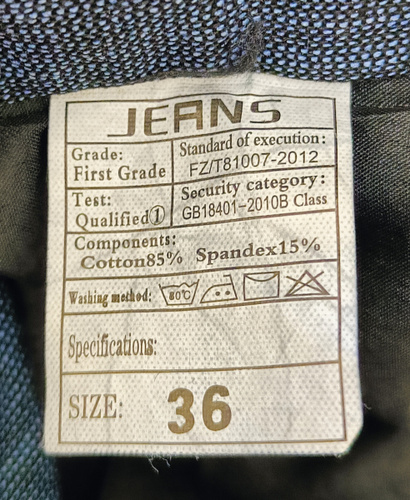 JEANS
Grade:
First Grade
Standard of execution:
FZ/T81007-2012
Test:
Qualified①
Security category:
GB18401-2010B Class
Components:
Cotton85% Spandex15%
Washing method:
Specifications:
SIZE: 36